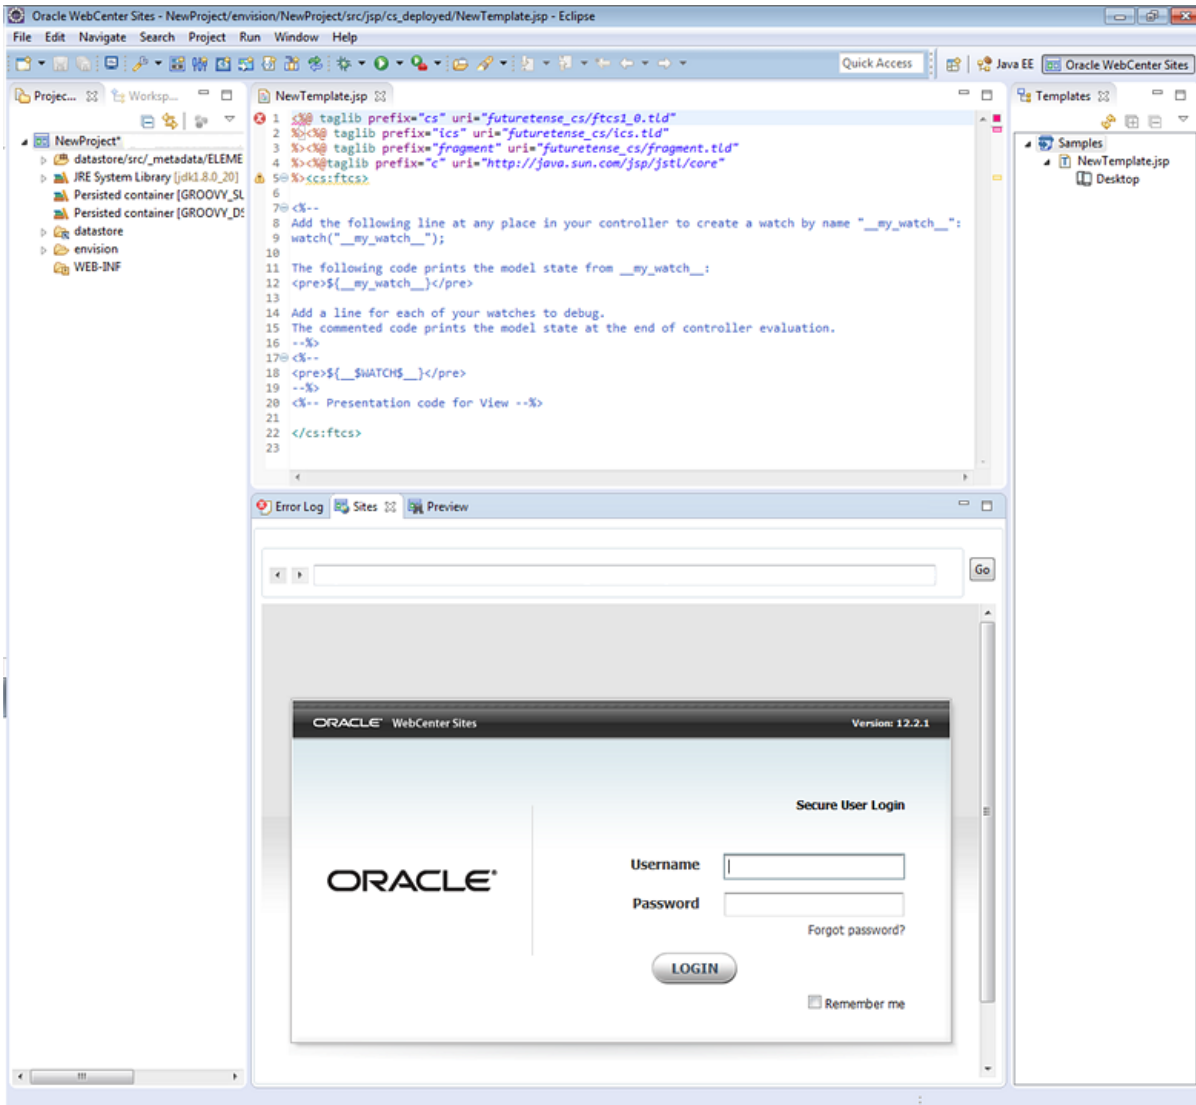 Oracle WebCenter Sites - NewProject/envision/NewProject/src/jsp/cs_deployed/NewTemplate.jsp - Eclipse
File Edit Navigate Search Project Run Window Help
Quick Access Java EE Oracle WebCenter Sites
Projec... Worksp...
NewProject*
datastore/src/_metadata/ELEME
JRE System Library [jdk1.8.0_20]
Persisted container [GROOVY_SU
Persisted container [GROOVY_DS
datastore
envision
WEB-INF
NewTemplate.jsp
1 <%@ taglib prefix="cs" uri="futuretense_cs/ftcs1_0.tld"
2 %><%@ taglib prefix="ics" uri="futuretense_cs/ics.tld"
3 %><%@ taglib prefix="fragment" uri="futuretense_cs/fragment.tld"
4 %><%@taglib prefix="c" uri="http://java.sun.com/jsp/jstl/core"
5 %><cs:ftcs>
6
7 <%--
8 Add the following line at any place in your controller to create a watch by name "__my_watch__":
9 watch("__my_watch__");
10
11 The following code prints the model state from __my_watch__:
12 <pre>${__my_watch__}</pre>
13
14 Add a line for each of your watches to debug.
15 The commented code prints the model state at the end of controller evaluation.
16 --%>
17 <%--
18 <pre>${__$WATCH$__}</pre>
19 --%>
20 <%-- Presentation code for View --%>
21
22 </cs:ftcs>
23
Templates
Samples
NewTemplate.jsp
Desktop
Error Log Sites Preview
Go
ORACLE WebCenter Sites Version: 12.2.1
Secure User Login
ORACLE
Username
Password
Forgot password?
LOGIN
Remember me